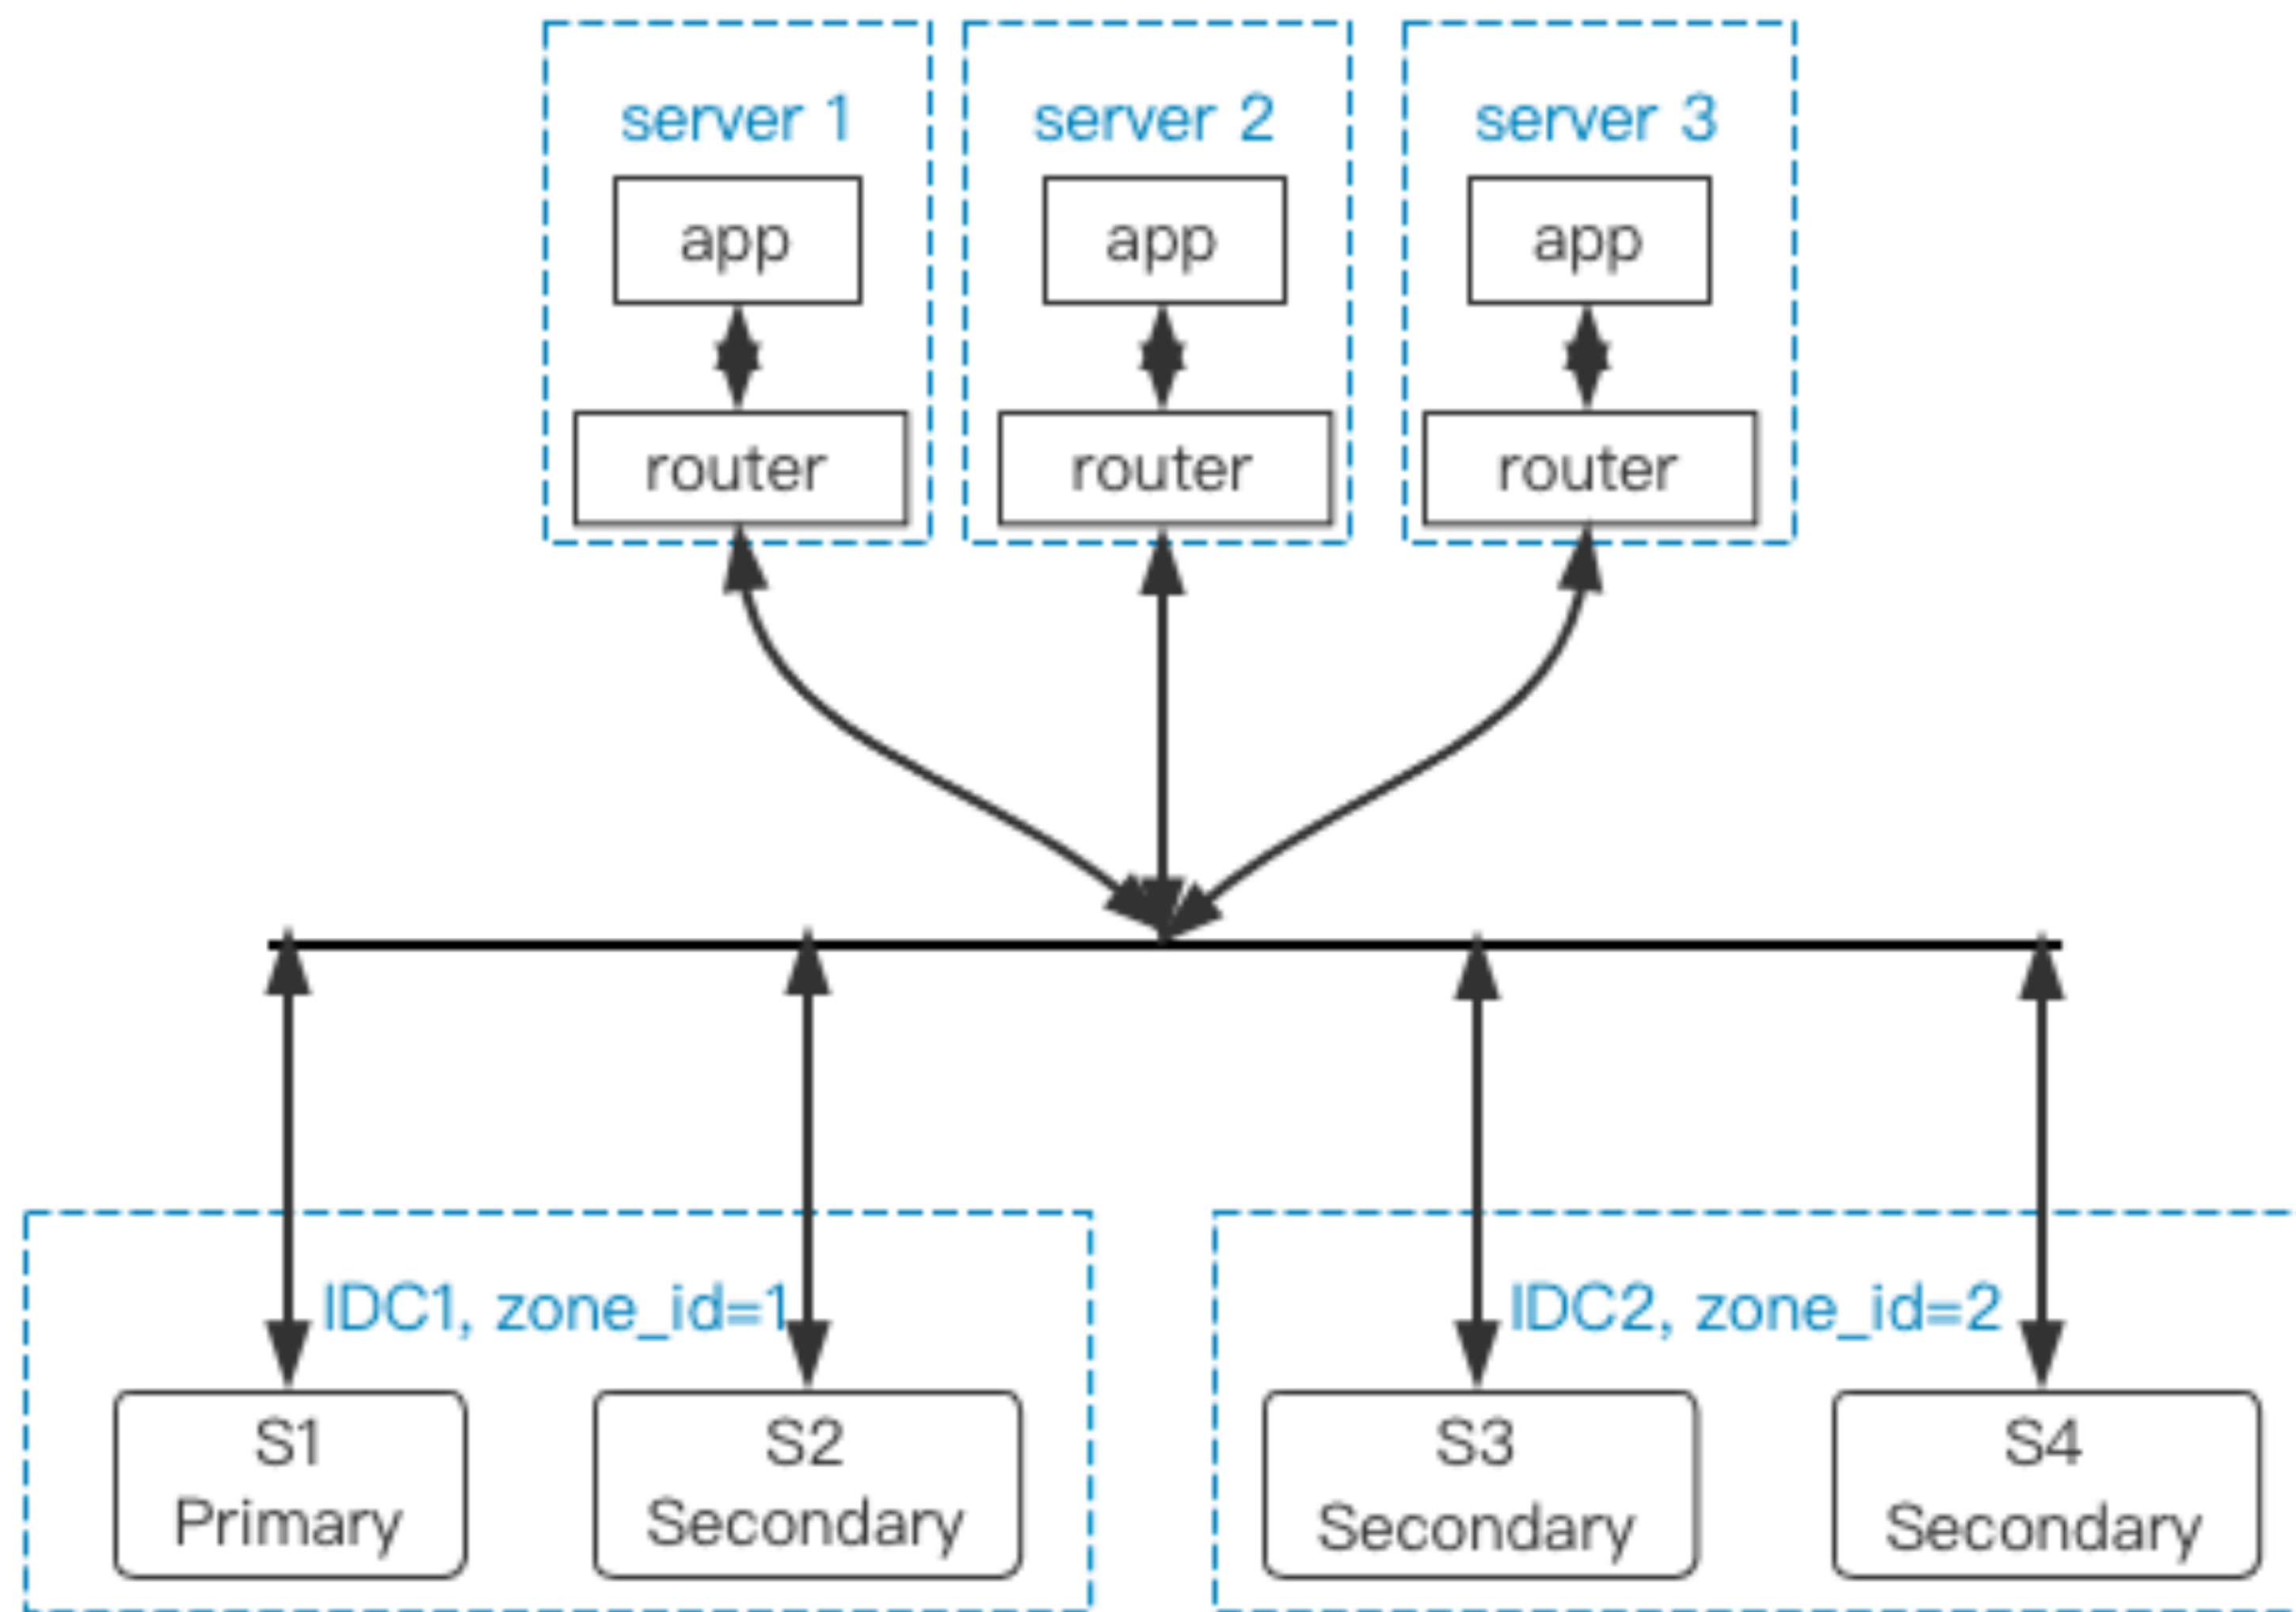 server 1
server 2
server 3
app
app
app
router
router
router
IDC1, zone_id=1
IDC2, zone_id=2
S1
Primary
S2
Secondary
S3
Secondary
S4
Secondary